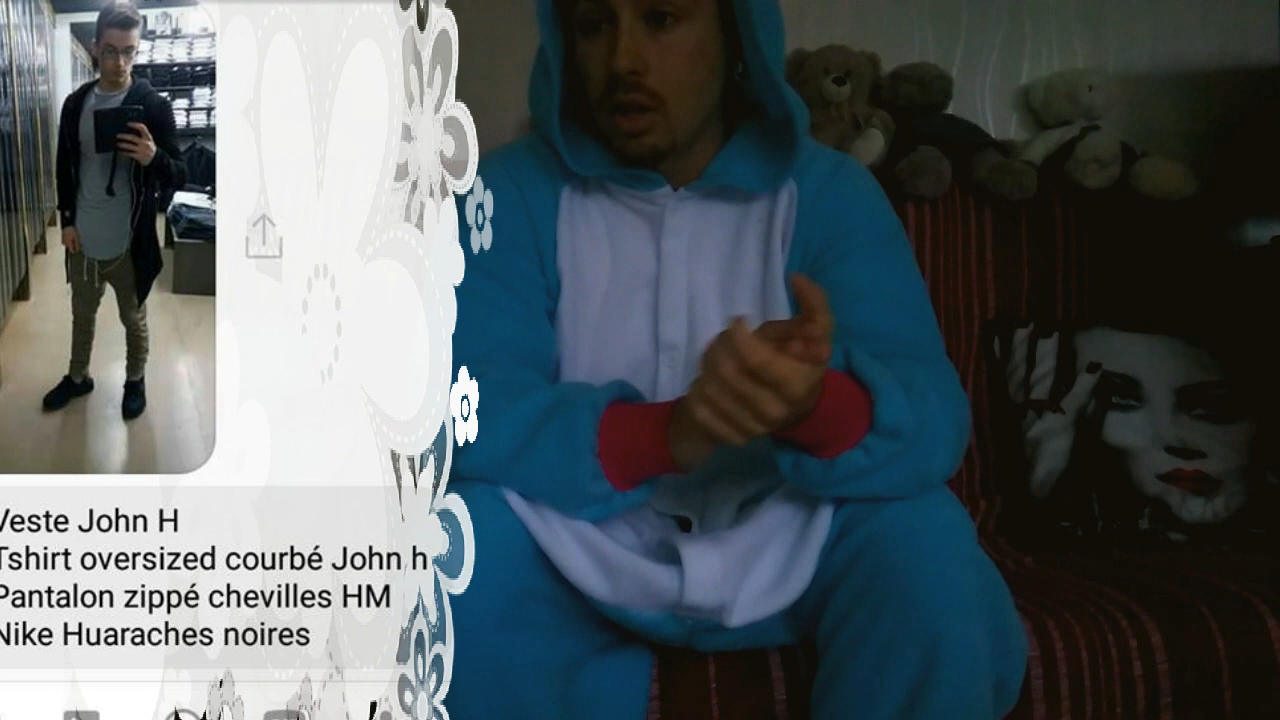 Veste John H
Tshirt oversized courbé John h
Pantalon zippé chevilles HM
Nike Huaraches noires